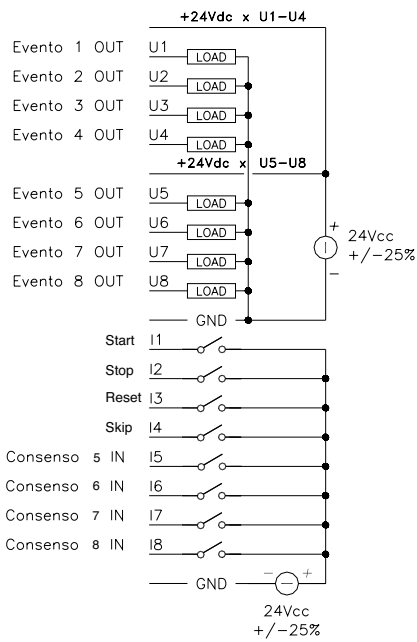 +24Vdc x U1-U4
Evento 1 OUT U1 LOAD
Evento 2 OUT U2 LOAD
Evento 3 OUT U3 LOAD
Evento 4 OUT U4 LOAD
+24Vdc x U5-U8
Evento 5 OUT U5 LOAD
Evento 6 OUT U6 LOAD
Evento 7 OUT U7 LOAD
Evento 8 OUT U8 LOAD
+
24Vcc
+/-25%
-
GND
Start I1
Stop I2
Reset I3
Skip I4
Consenso 5 IN I5
Consenso 6 IN I6
Consenso 7 IN I7
Consenso 8 IN I8
GND - +
24Vcc
+/-25%